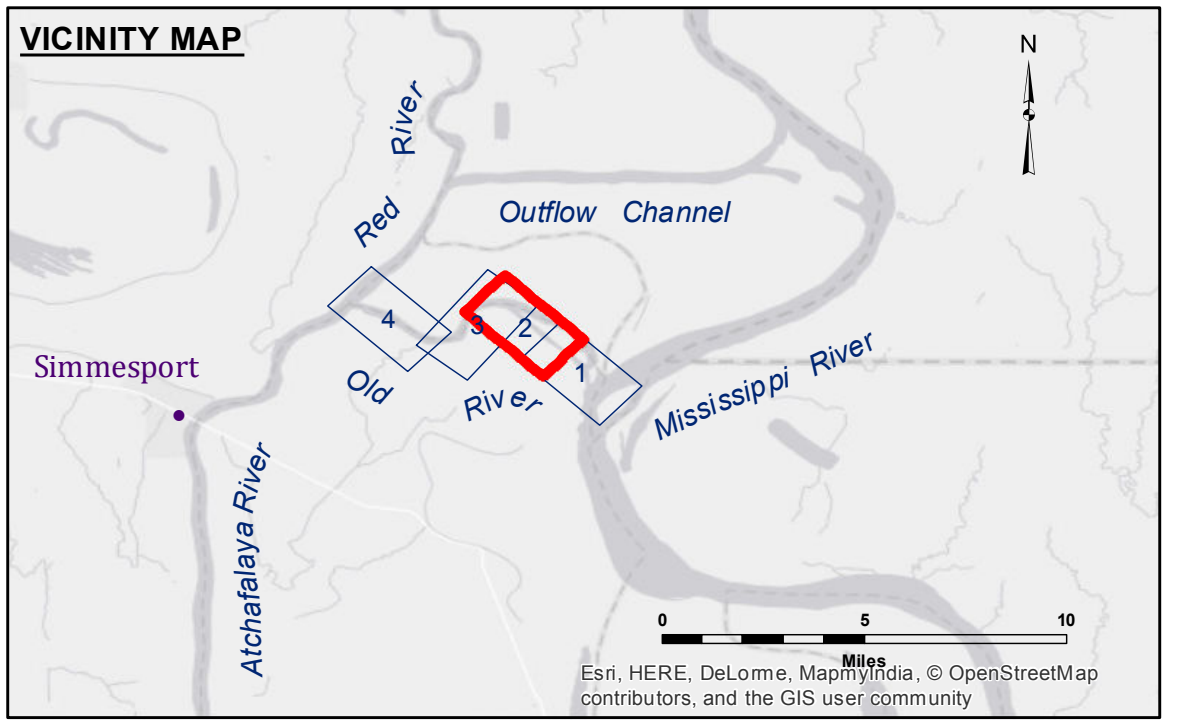 VICINITY MAP
N
Red River
Outflow Channel
4
3
2
1
Simmesport
Old River
Mississippi River
Atchafalaya River
0 5 10
Miles
Esri, HERE, DeLorme, MapmyIndia, © OpenStreetMap
contributors, and the GIS user community